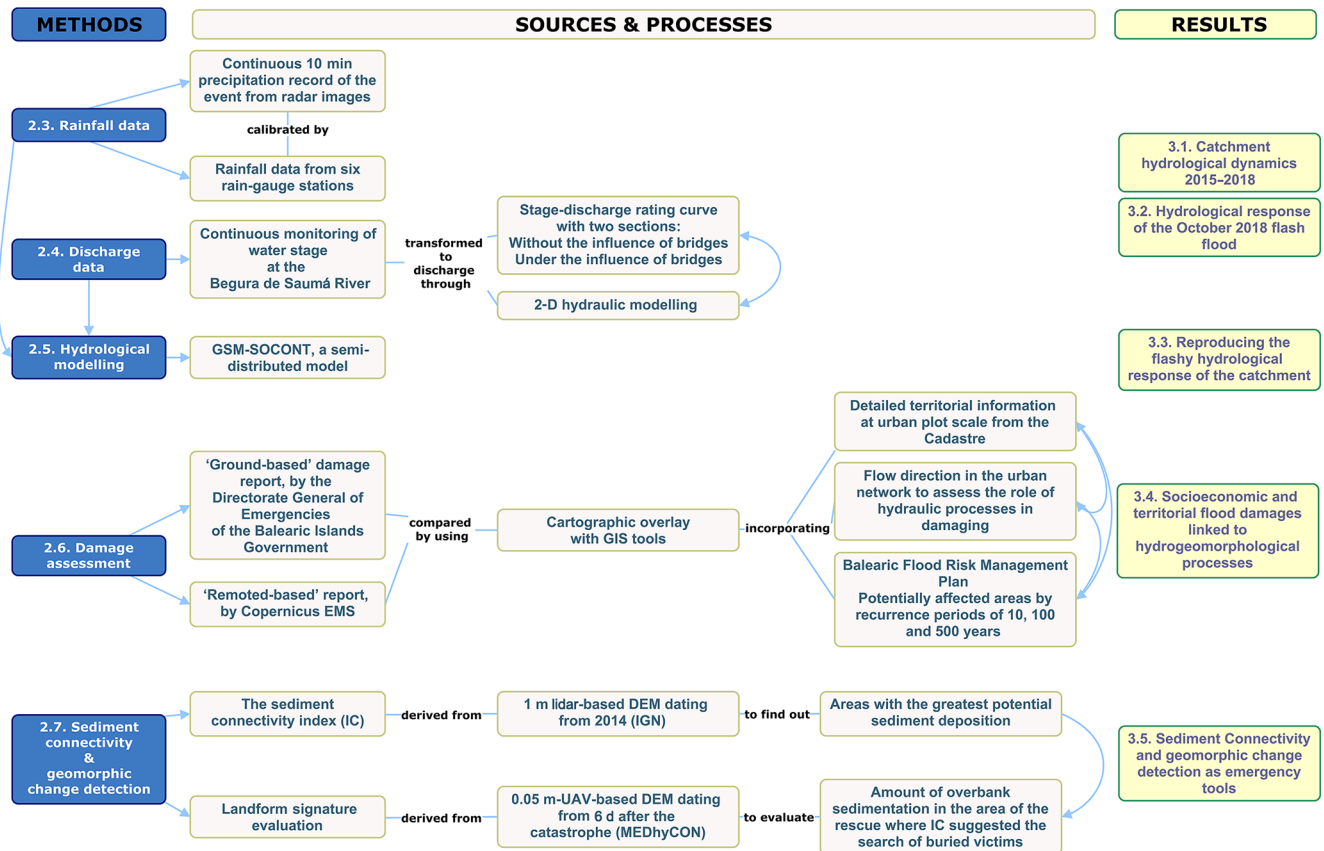 METHODS
SOURCES & PROCESSES
RESULTS
2.3. Rainfall data
Continuous 10 min
precipitation record of the
event from radar images
calibrated by
Rainfall data from six
rain-gauge stations
3.1. Catchment
hydrological dynamics
2015–2018
2.4. Discharge
data
Continuous monitoring of
water stage
at the
Begura de Saumá River
transformed
to
discharge
through
Stage-discharge rating curve
with two sections:
Without the influence of bridges
Under the influence of bridges
2-D hydraulic modelling
3.2. Hydrological response
of the October 2018 flash
flood
2.5. Hydrological
modelling
GSM-SOCONT, a semi-
distributed model
3.3. Reproducing the
flashy hydrological
response of the catchment
2.6. Damage
assessment
‘Ground-based’ damage
report, by the
Directorate General of
Emergencies
of the Balearic Islands
Government
‘Remoted-based’ report,
by Copernicus EMS
compared
by using
Cartographic overlay
with GIS tools
incorporating
Detailed territorial information
at urban plot scale from the
Cadastre
Flow direction in the urban
network to assess the role of
hydraulic processes in
damaging
Balearic Flood Risk Management
Plan
Potentially affected areas by
recurrence periods of 10, 100
and 500 years
3.4. Socioeconomic and
territorial flood damages
linked to
hydrogeomorphological
processes
2.7. Sediment
connectivity
&
geomorphic
change detection
The sediment
connectivity index (IC)
derived from
1 m lidar-based DEM dating
from 2014 (IGN)
to find out
Areas with the greatest potential
sediment deposition
Landform signature
evaluation
derived from
0.05 m-UAV-based DEM dating
from 6 d after the
catastrophe (MEDhyCON)
to evaluate
Amount of overbank
sedimentation in the area of the
rescue where IC suggested the
search of buried victims
3.5. Sediment Connectivity
and geomorphic change
detection as emergency
tools